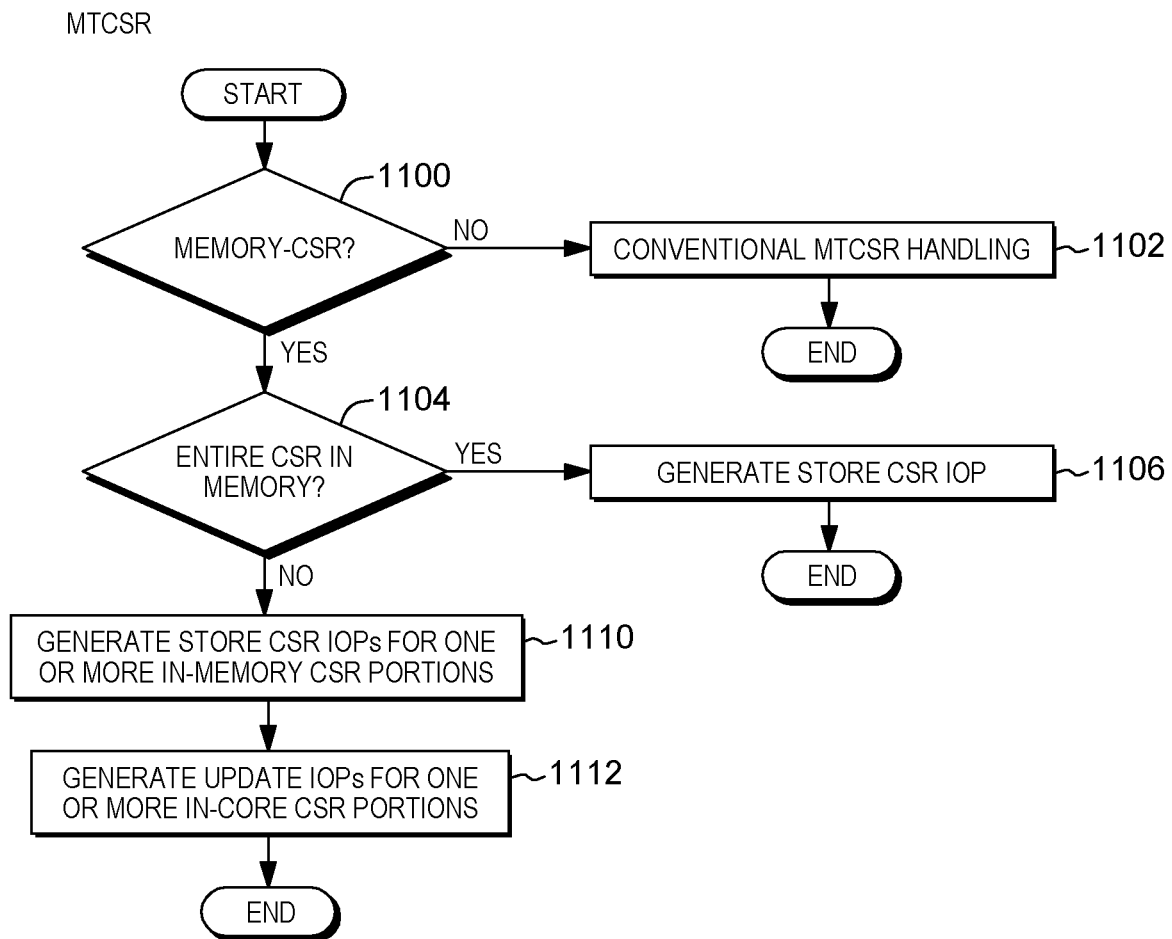 MTCSR
START
1100
MEMORY-CSR?
NO
CONVENTIONAL MTCSR HANDLING
1102
END
YES
1104
ENTIRE CSR IN
MEMORY?
YES
GENERATE STORE CSR IOP
1106
END
NO
GENERATE STORE CSR IOPs FOR ONE
OR MORE IN-MEMORY CSR PORTIONS
1110
GENERATE UPDATE IOPs FOR ONE
OR MORE IN-CORE CSR PORTIONS
1112
END